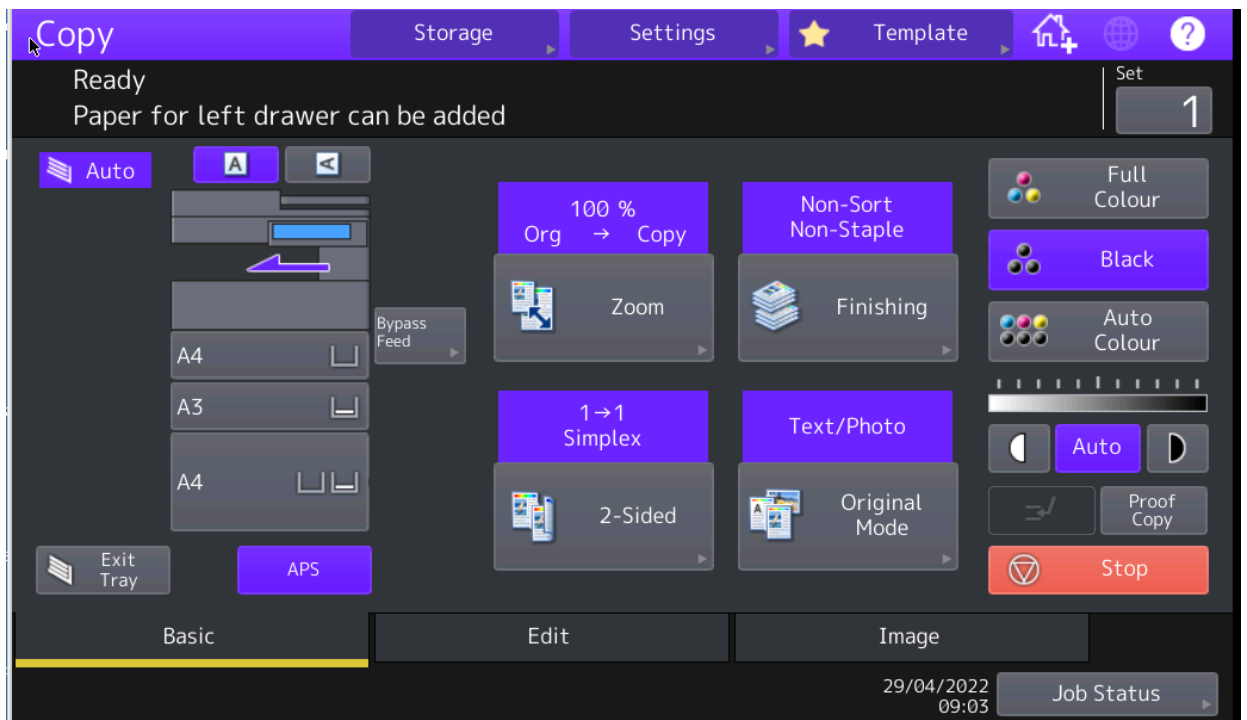 Copy
Storage
Settings
Template
?
Ready
Paper for left drawer can be added
Set
1
Auto
A
A
100 %
Org → Copy
Zoom
Non-Sort
Non-Staple
Finishing
Full
Colour
Black
Auto
Colour
Bypass
Feed
A4
A3
A4
1→1
Simplex
2-Sided
Text/Photo
Original
Mode
Auto
Proof
Copy
Exit
Tray
APS
Stop
Basic
Edit
Image
29/04/2022
09:03
Job Status